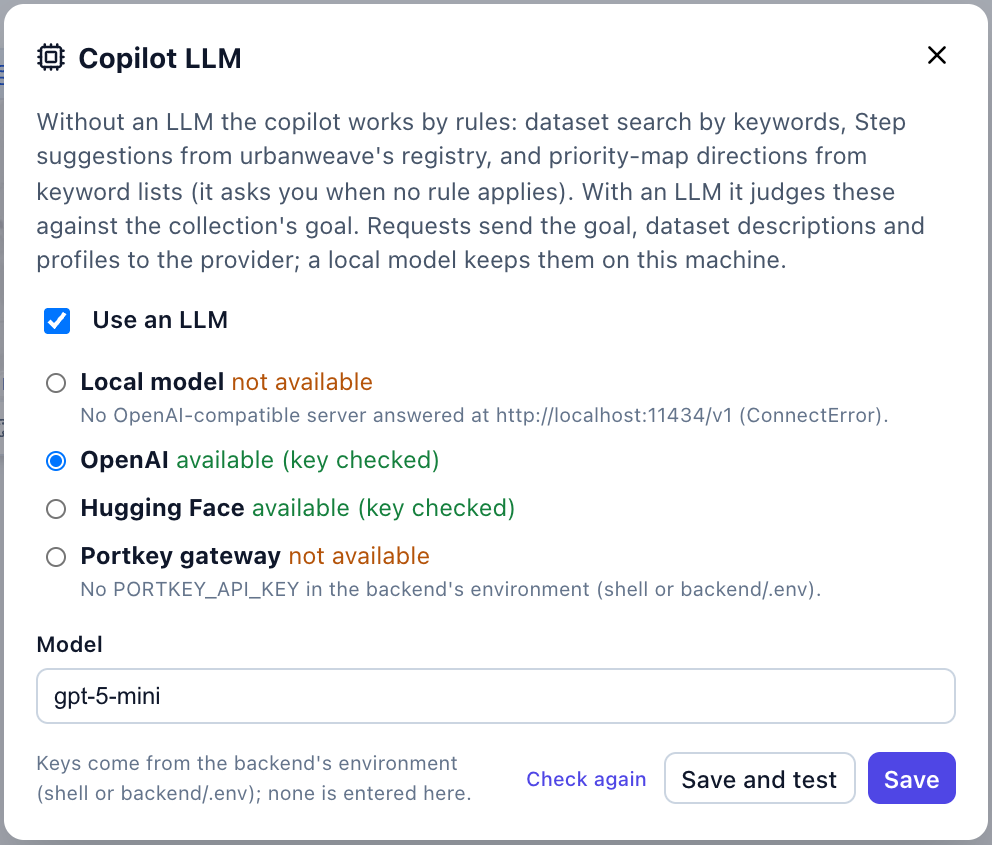 Copilot LLM
Without an LLM the copilot works by rules: dataset search by keywords, Step
suggestions from urbanweave's registry, and priority-map directions from
keyword lists (it asks you when no rule applies). With an LLM it judges these
against the collection's goal. Requests send the goal, dataset descriptions and
profiles to the provider; a local model keeps them on this machine.
Use an LLM
Local model not available
No OpenAI-compatible server answered at http://localhost:11434/v1 (ConnectError).
OpenAI available (key checked)
Hugging Face available (key checked)
Portkey gateway not available
No PORTKEY_API_KEY in the backend's environment (shell or backend/.env).
Model
gpt-5-mini
Keys come from the backend's environment
(shell or backend/.env); none is entered here.
Check again
Save and test
Save